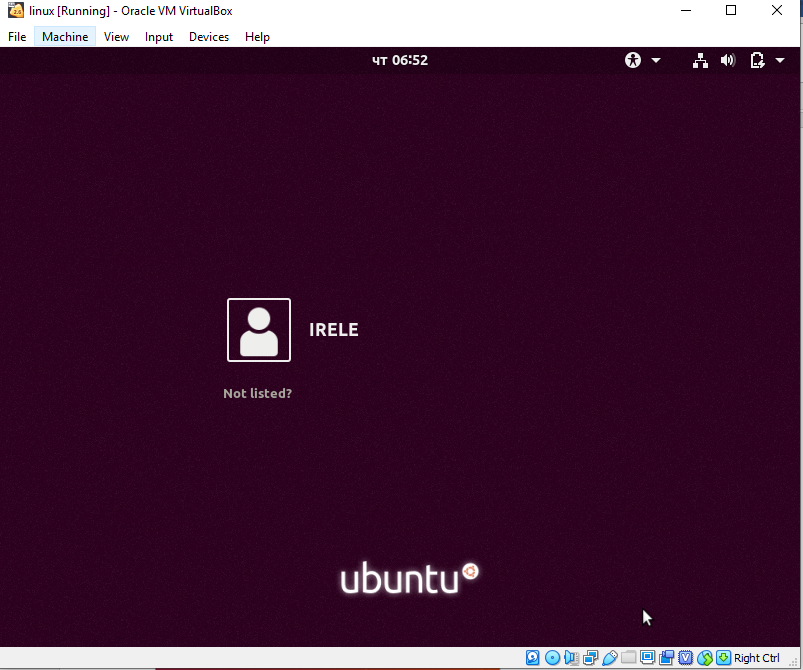 linux [Running] - Oracle VM VirtualBox
File Machine View Input Devices Help
чт 06:52
IRELE
Not listed?
ubuntu
Right Ctrl